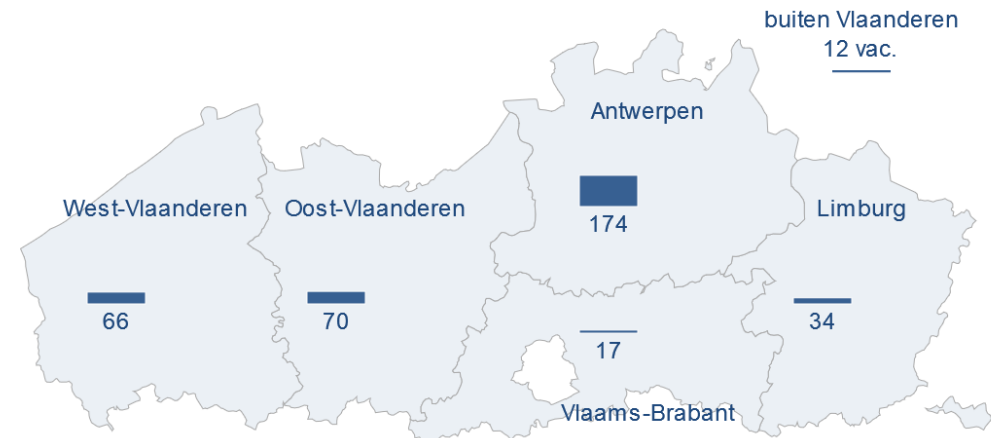 buiten Vlaanderen
12 vac.
Antwerpen
174
West-Vlaanderen
66
Oost-Vlaanderen
70
Limburg
34
17
Vlaams-Brabant